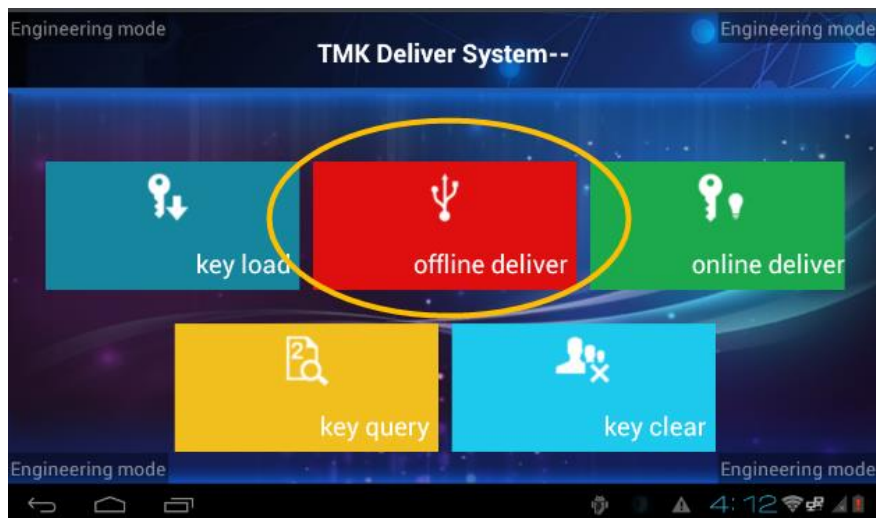 Engineering mode
Engineering mode
TMK Deliver System--
key load
offline deliver
online deliver
2
key query
key clear
Engineering mode
Engineering mode
4:12